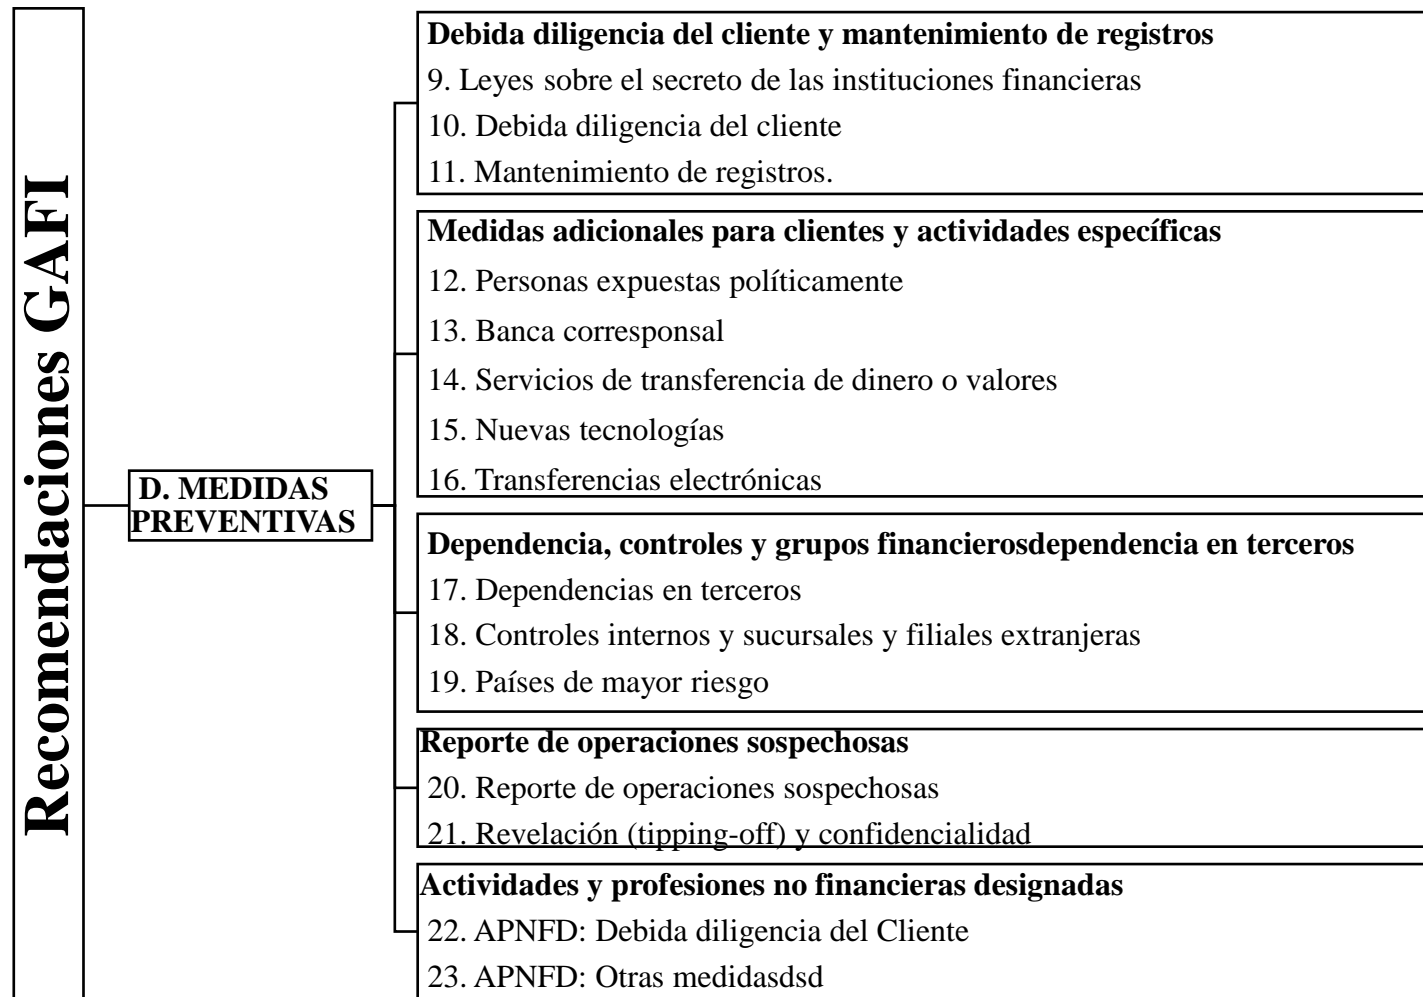 Recomendaciones GAFI
D. MEDIDAS
PREVENTIVAS
Debida diligencia del cliente y mantenimiento de registros
9. Leyes sobre el secreto de las instituciones financieras
10. Debida diligencia del cliente
11. Mantenimiento de registros.
Medidas adicionales para clientes y actividades específicas
12. Personas expuestas políticamente
13. Banca corresponsal
14. Servicios de transferencia de dinero o valores
15. Nuevas tecnologías
16. Transferencias electrónicas
Dependencia, controles y grupos financierosdependencia en terceros
17. Dependencias en terceros
18. Controles internos y sucursales y filiales extranjeras
19. Países de mayor riesgo
Reporte de operaciones sospechosas
20. Reporte de operaciones sospechosas
21. Revelación (tipping-off) y confidencialidad
Actividades y profesiones no financieras designadas
22. APNFD: Debida diligencia del Cliente
23. APNFD: Otras medidasdsd